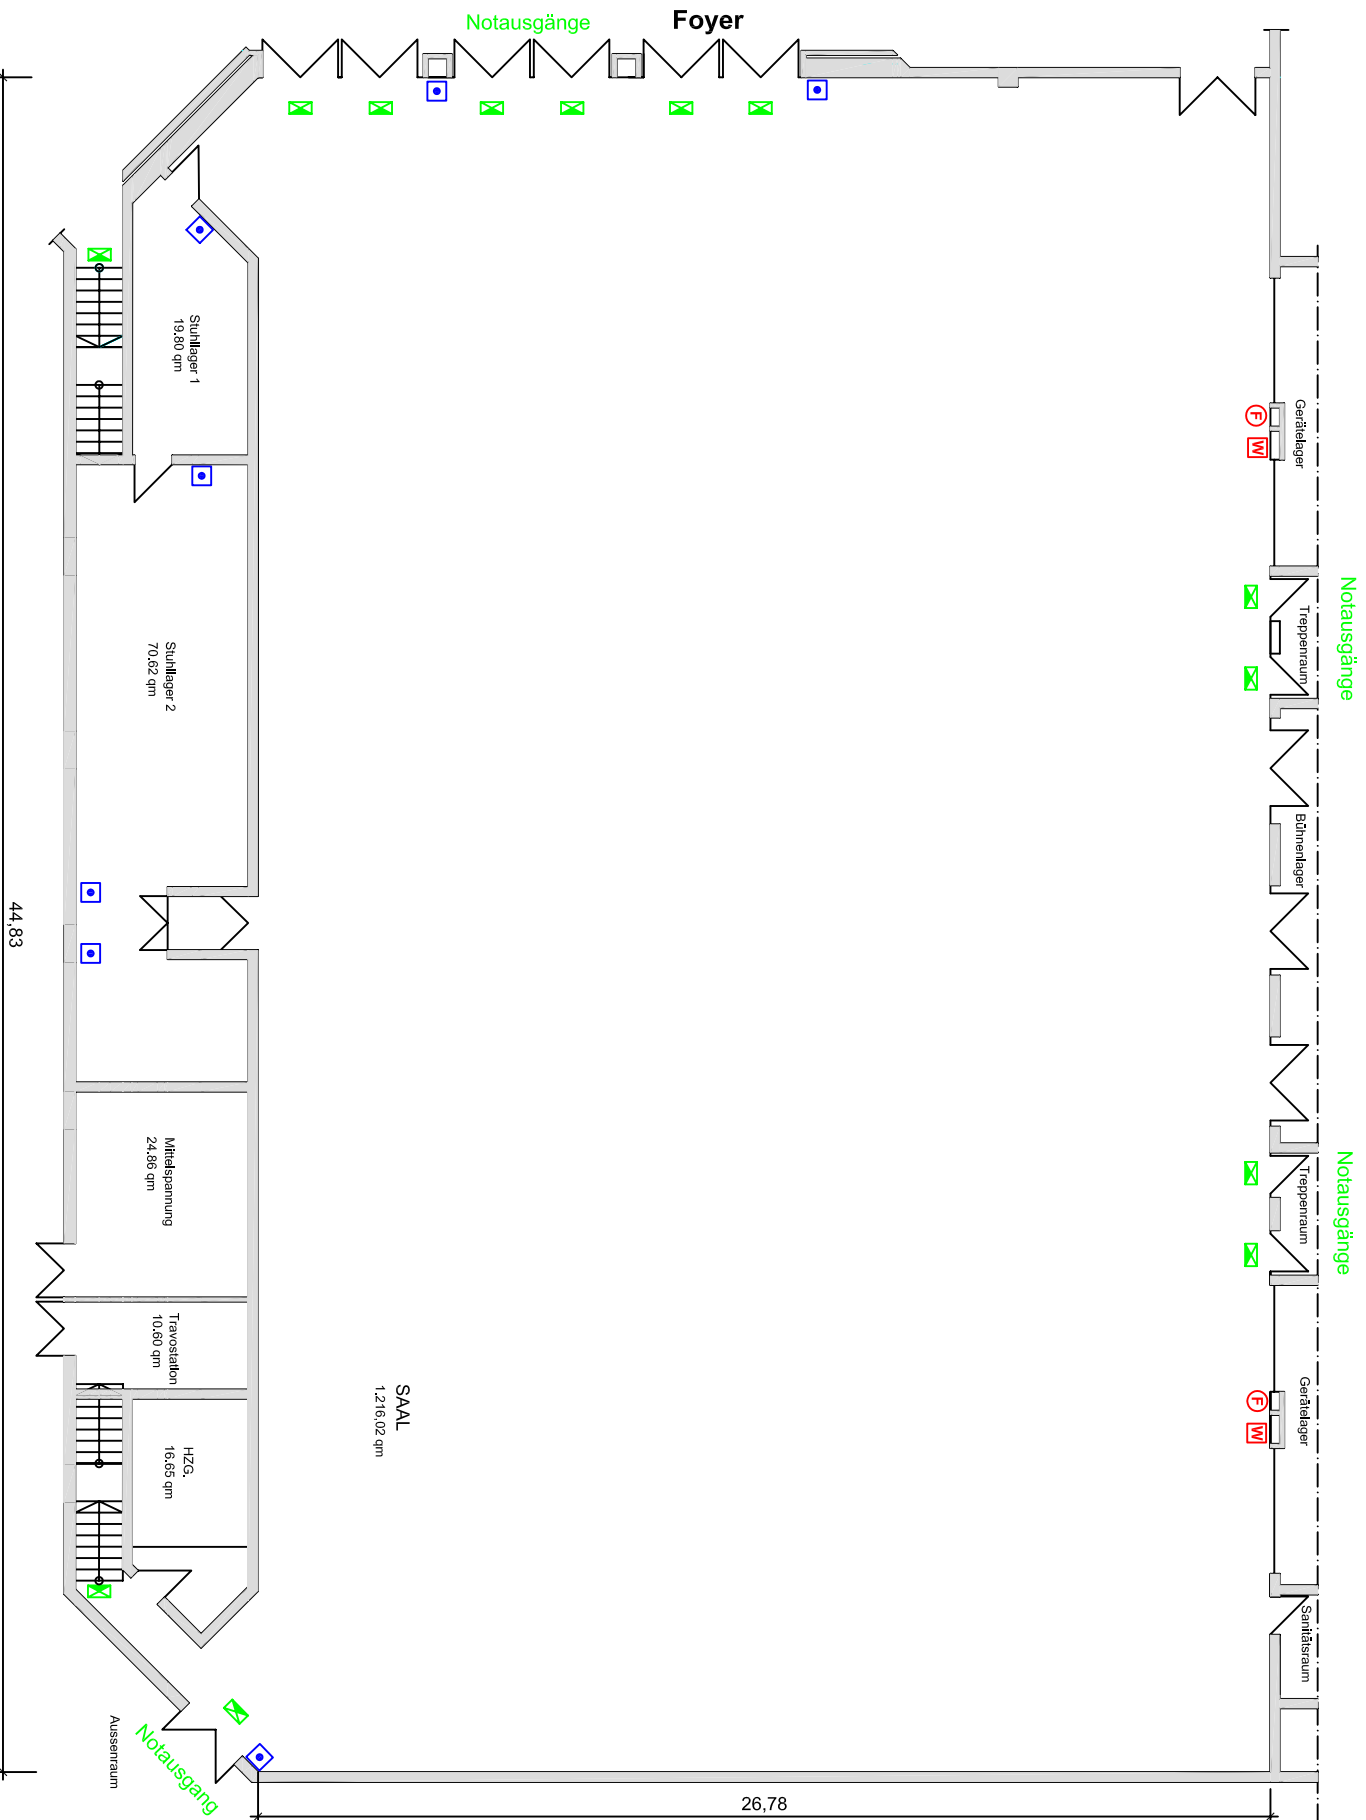 Notausgänge
Foyer
Stuhllager 1
19.80 qm
Gerätelager
F
W
Notausgänge
Treppenraum
Stuhllager 2
70.62 qm
Bühnenlager
44,83
Mittelspannung
24.86 qm
Notausgänge
Treppenraum
Travostation
10.60 qm
SAAL
1.216,02 qm
Gerätelager
F
W
HZG.
16.65 qm
Sanitätsraum
Aussenraum
Notausgang
26,78